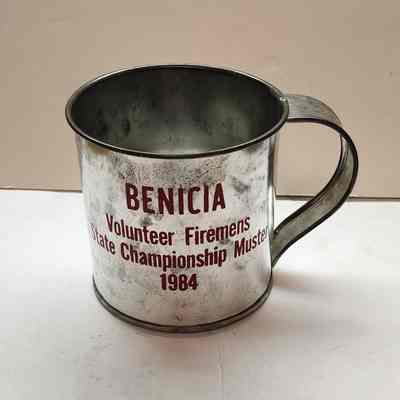 BENICIA
Volunteer Firemens
State Championship Muster
1984